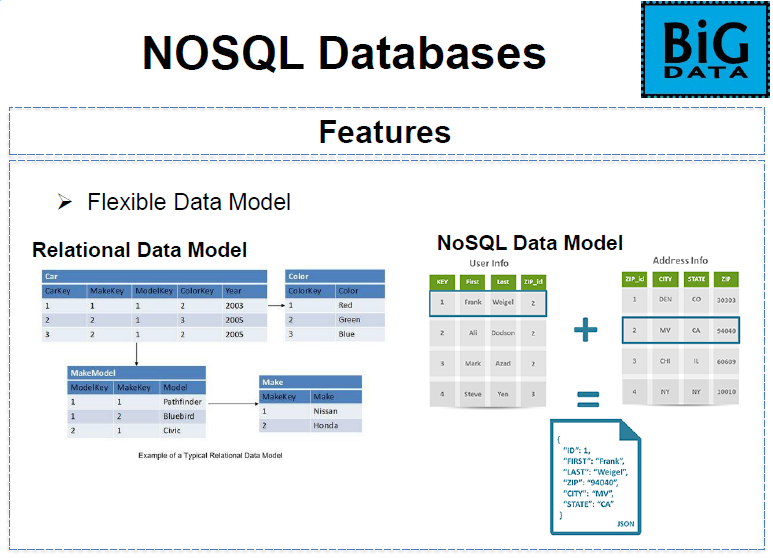 NOSQL Databases
BiG
DATA
Features
➢ Flexible Data Model
Relational Data Model
Car
CarKey MakeKey ModelKey ColorKey Year
1 1 1 1 2003
2 2 1 3 2005
3 2 1 2 2005
Color
ColorKey Color
1 Red
2 Green
3 Blue
MakeModel
ModelKey MakeKey Model
1 1 Pathfinder
1 2 Bluebird
2 1 Civic
Make
MakeKey Make
1 Nissan
2 Honda
Example of a Typical Relational Data Model
NoSQL Data Model
User Info
KEY First Last ZIP_id
1 Frank Weigel 2
2 Ali Dodson 2
3 Mark Azad 2
4 Steve Yen 3
+
Address Info
ZIP_id CITY STATE ZIP
1 DEN CO 30303
2 MV CA 94040
3 CHI IL 60609
4 NY NY 10010
=
{
"ID": 1,
"FIRST": "Frank",
"LAST": "Weigel",
"ZIP": "94040",
"CITY": "MV",
"STATE": "CA"
}
JSON